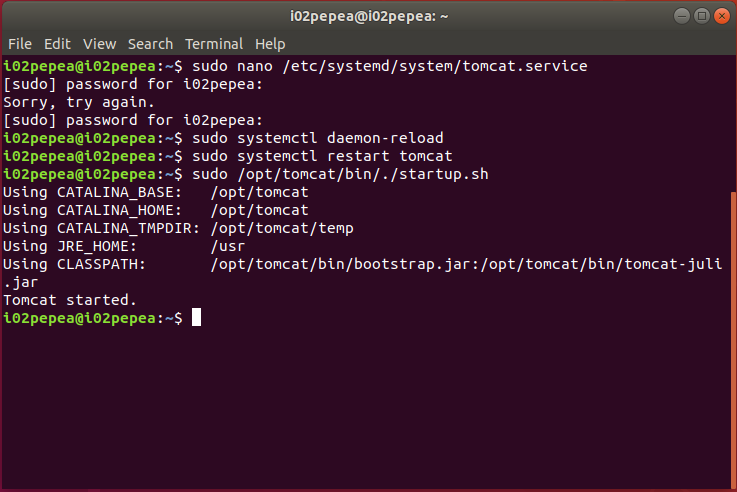 i02pepea@i02pepea: ~
File Edit View Search Terminal Help
i02pepea@i02pepea:~$ sudo nano /etc/systemd/system/tomcat.service
[sudo] password for i02pepea:
Sorry, try again.
[sudo] password for i02pepea:
i02pepea@i02pepea:~$ sudo systemctl daemon-reload
i02pepea@i02pepea:~$ sudo systemctl restart tomcat
i02pepea@i02pepea:~$ sudo /opt/tomcat/bin/./startup.sh
Using CATALINA_BASE:   /opt/tomcat
Using CATALINA_HOME:   /opt/tomcat
Using CATALINA_TMPDIR: /opt/tomcat/temp
Using JRE_HOME:        /usr
Using CLASSPATH:       /opt/tomcat/bin/bootstrap.jar:/opt/tomcat/bin/tomcat-juli
.jar
Tomcat started.
i02pepea@i02pepea:~$